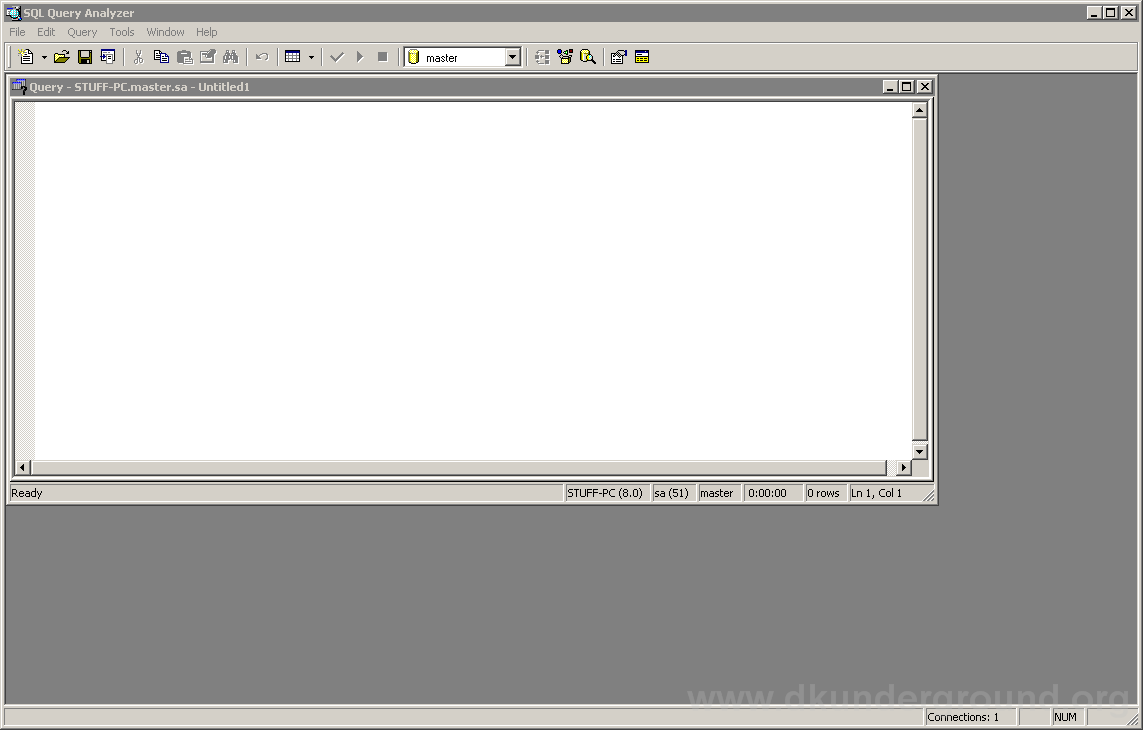 SQL Query Analyzer
File Edit Query Tools Window Help
master
Query - STUFF-PC.master.sa - Untitled1
Ready STUFF-PC (8.0) sa (51) master 0:00:00 0 rows Ln 1, Col 1
www.dkunderground.org
Connections: 1 NUM